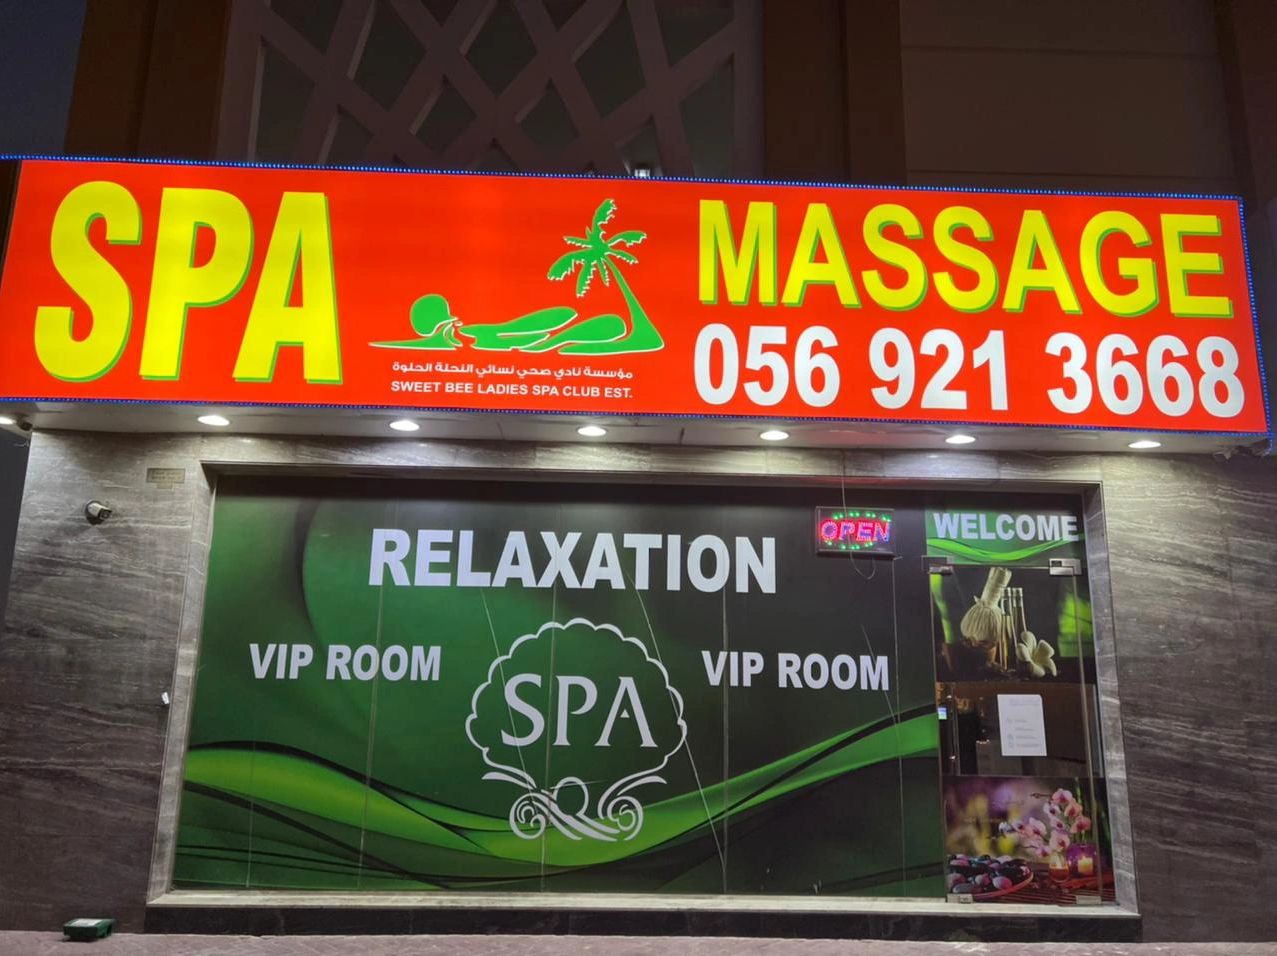 SPA
مؤسسة نادي صحي نسائي النحلة الحلوة
SWEET BEE LADIES SPA CLUB EST.
MASSAGE
056 921 3668
RELAXATION
OPEN
WELCOME
VIP ROOM
SPA
VIP ROOM